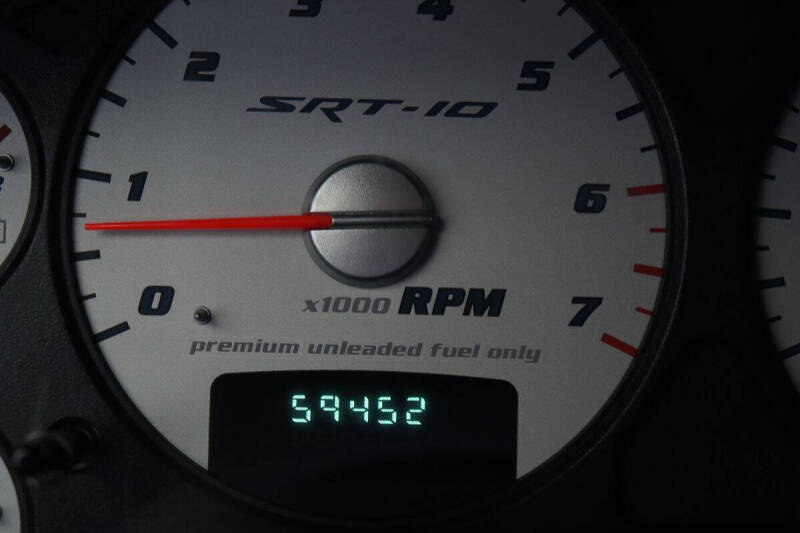 3 4
2 5
SRT-10
1 6
0 7
x1000 RPM
premium unleaded fuel only
59452